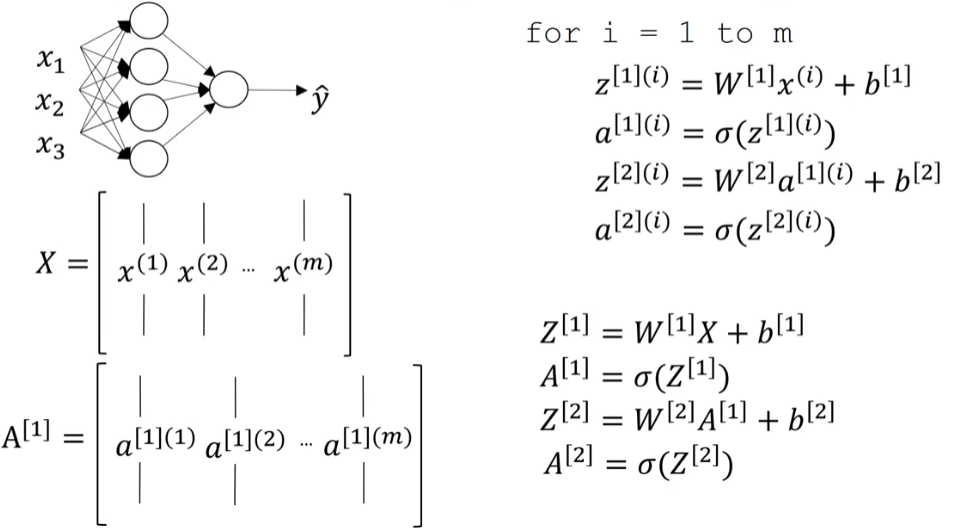 x₁
x₂
x₃
ŷ
X = [ x⁽¹⁾ x⁽²⁾ ... x⁽ᵐ⁾ ]
A^[1] = [ a^[1](1) a^[1](2) ... a^[1](m) ]
for i = 1 to m
z^[1](i) = W^[1]x^(i) + b^[1]
a^[1](i) = σ(z^[1](i))
z^[2](i) = W^[2]a^[1](i) + b^[2]
a^[2](i) = σ(z^[2](i))
Z^[1] = W^[1]X + b^[1]
A^[1] = σ(Z^[1])
Z^[2] = W^[2]A^[1] + b^[2]
A^[2] = σ(Z^[2])